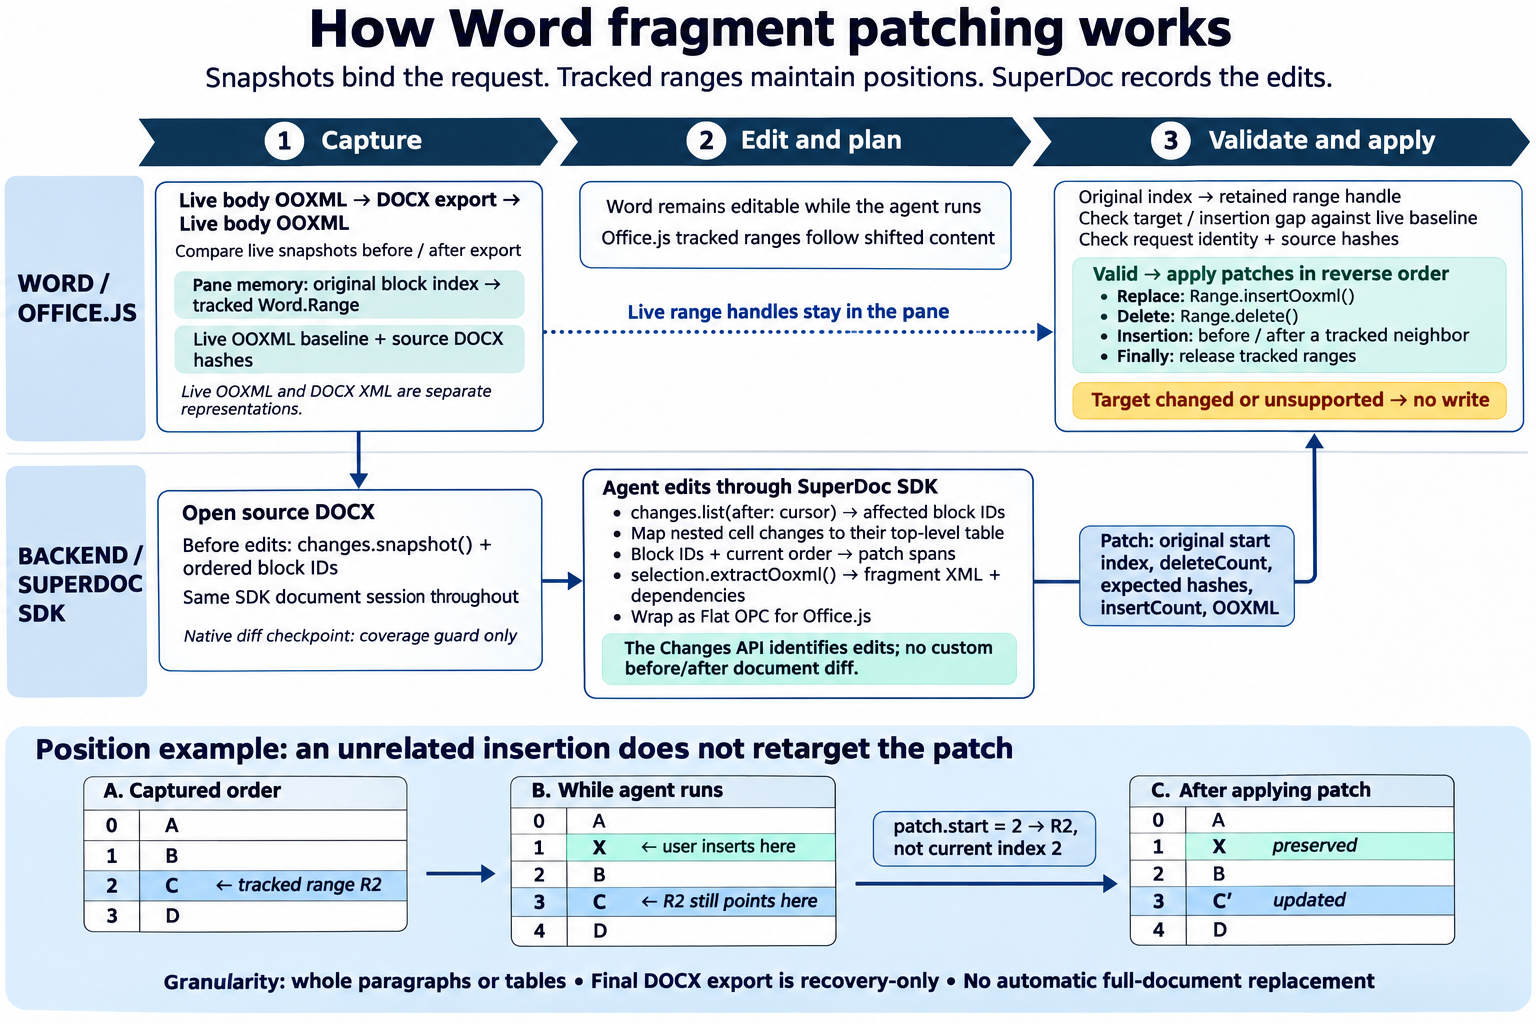 How Word fragment patching works
Snapshots bind the request. Tracked ranges maintain positions. SuperDoc records the edits.
1 Capture
2 Edit and plan
3 Validate and apply
WORD /
OFFICE.JS
Live body OOXML → DOCX export →
Live body OOXML
Compare live snapshots before / after export
Pane memory: original block index →
tracked Word.Range
Live OOXML baseline + source DOCX
hashes
Live OOXML and DOCX XML are separate
representations.
Word remains editable while the agent runs
Office.js tracked ranges follow shifted content
Live range handles stay in the pane
Original index → retained range handle
Check target / insertion gap against live baseline
Check request identity + source hashes
Valid → apply patches in reverse order
• Replace: Range.insertOoxml()
• Delete: Range.delete()
• Insertion: before / after a tracked neighbor
• Finally: release tracked ranges
Target changed or unsupported → no write
BACKEND /
SUPERDOC
SDK
Open source DOCX
Before edits: changes.snapshot() +
ordered block IDs
Same SDK document session throughout
Native diff checkpoint: coverage guard only
Agent edits through SuperDoc SDK
• changes.list(after: cursor) → affected block IDs
• Map nested cell changes to their top-level table
• Block IDs + current order → patch spans
• selection.extractOoxml() → fragment XML +
dependencies
• Wrap as Flat OPC for Office.js
The Changes API identifies edits; no custom
before/after document diff.
Patch: original start
index, deleteCount,
expected hashes,
insertCount, OOXML
Position example: an unrelated insertion does not retarget the patch
A. Captured order
0 A
1 B
2 C ← tracked range R2
3 D
B. While agent runs
0 A
1 X ← user inserts here
2 B
3 C ← R2 still points here
4 D
patch.start = 2 → R2,
not current index 2
C. After applying patch
0 A
1 X preserved
2 B
3 C′ updated
4 D
Granularity: whole paragraphs or tables • Final DOCX export is recovery-only • No automatic full-document replacement